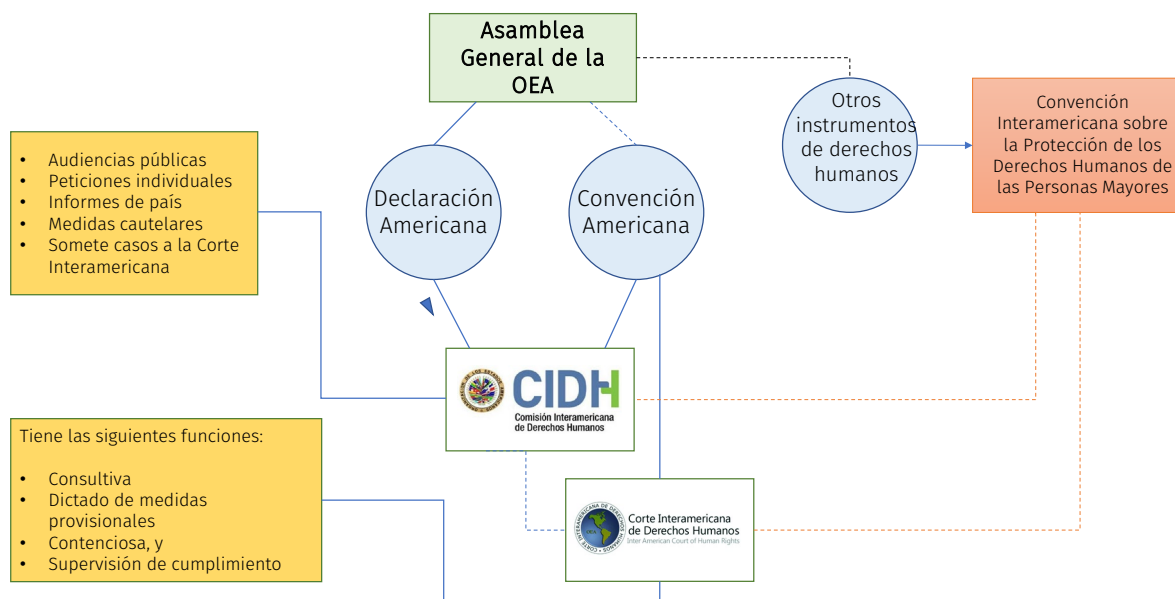 Asamblea
General de la
OEA
Otros
instrumentos
de derechos
humanos
Convención
Interamericana sobre
la Protección de los
Derechos Humanos de
las Personas Mayores
• Audiencias públicas
• Peticiones individuales
• Informes de país
• Medidas cautelares
• Somete casos a la Corte
Interamericana
Declaración
Americana
Convención
Americana
CIDH
Comisión Interamericana
de Derechos Humanos
Tiene las siguientes funciones:
• Consultiva
• Dictado de medidas
provisionales
• Contenciosa, y
• Supervisión de cumplimiento
Corte Interamericana
de Derechos Humanos
Inter American Court of Human Rights